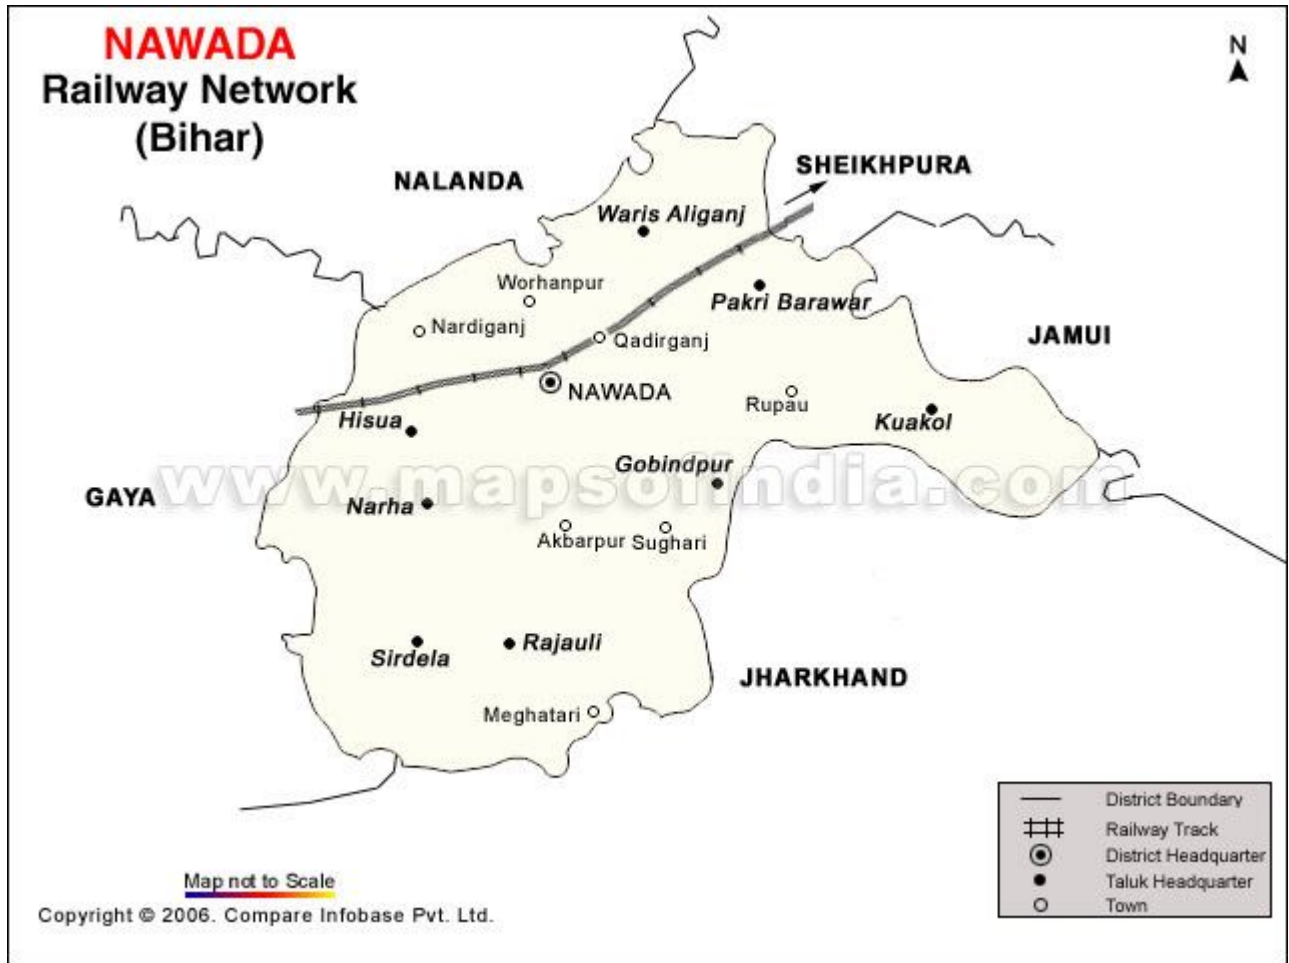 NAWADA
Railway Network
(Bihar)
N
SHEIKHPURA
NALANDA
Waris Aliganj
Worhanpur
Pakri Barawar
Nardiganj
Qadirganj
JAMUI
NAWADA
Rupau
Hisua
Kuakol
Gobindpur
www.mapsofindia.com
GAYA
Narha
Akbarpur
Sughari
Rajauli
Sirdela
JHARKHAND
Meghatari
District Boundary
Railway Track
District Headquarter
Taluk Headquarter
Town
Map not to Scale
Copyright © 2006. Compare Infobase Pvt. Ltd.